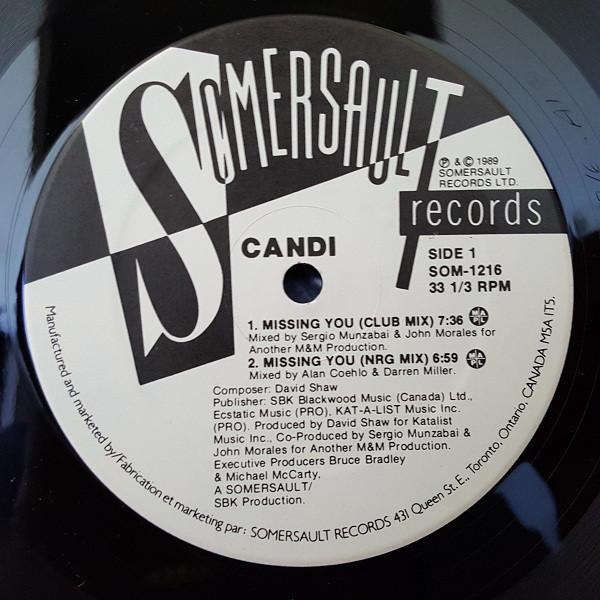 SOMERSAULT
records
℗ & © 1989
SOMERSAULT
RECORDS LTD.
CANDI
SIDE 1
SOM-1216
33 1/3 RPM
1. MISSING YOU (CLUB MIX) 7:36 MAPL
Mixed by Sergio Munzabai & John Morales for
Another M&M Production.
2. MISSING YOU (NRG MIX) 6:59 MAPL
Mixed by Alan Coehlo & Darren Miller.
Composer: David Shaw
Publisher: SBK Blackwood Music (Canada) Ltd.,
Ecstatic Music (PRO), KAT-A-LIST Music Inc.
(PRO). Produced by David Shaw for Katalist
Music Inc., Co-Produced by Sergio Munzabai &
John Morales for Another M&M Production.
Executive Producers Bruce Bradley
& Michael McCarty.
A SOMERSAULT/
SBK Production.
Manufactured and marketed by/Fabrication et marketing par: SOMERSAULT RECORDS 431 Queen St. E., Toronto, Ontario, CANADA M5A 1T5.